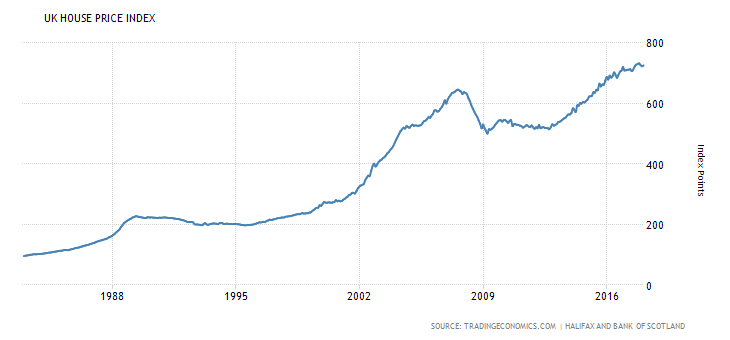 UK HOUSE PRICE INDEX
800
600
400
200
0
Index Points
1988 1995 2002 2009 2016
SOURCE: TRADINGECONOMICS.COM | HALIFAX AND BANK OF SCOTLAND